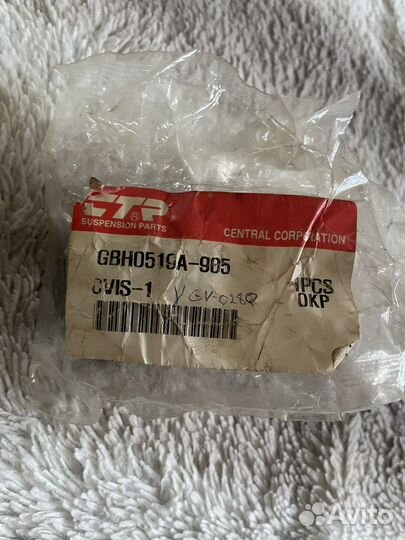 CTR
SUSPENSION PARTS
CENTRAL CORPORATION
GBH0519A-905
CVIS-1
1PCS
OKP
Avito